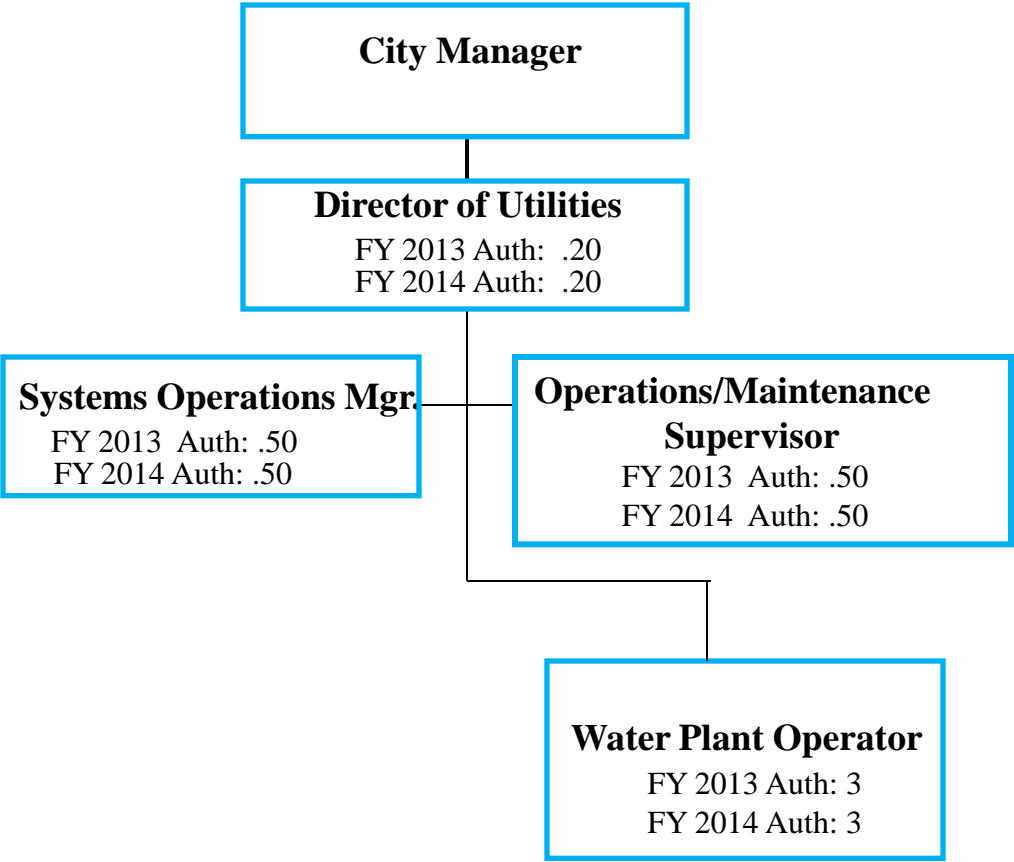 City Manager
Director of Utilities
FY 2013 Auth: .20
FY 2014 Auth: .20
Systems Operations Mgr.
FY 2013 Auth: .50
FY 2014 Auth: .50
Operations/Maintenance
Supervisor
FY 2013 Auth: .50
FY 2014 Auth: .50
Water Plant Operator
FY 2013 Auth: 3
FY 2014 Auth: 3